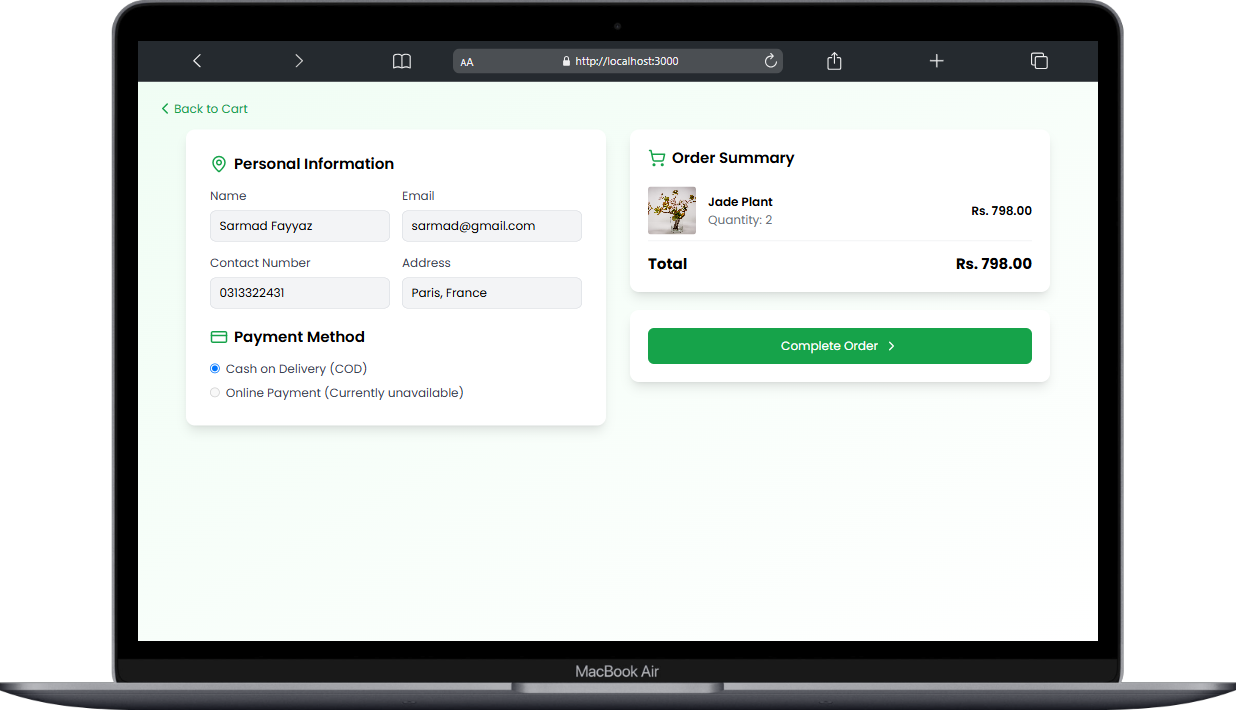 AA
http://localhost:3000
Back to Cart
Personal Information
Name
Email
Sarmad Fayyaz
sarmad@gmail.com
Contact Number
Address
0313322431
Paris, France
Payment Method
Cash on Delivery (COD)
Online Payment (Currently unavailable)
Order Summary
Jade Plant
Quantity: 2
Rs. 798.00
Total
Rs. 798.00
Complete Order
MacBook Air